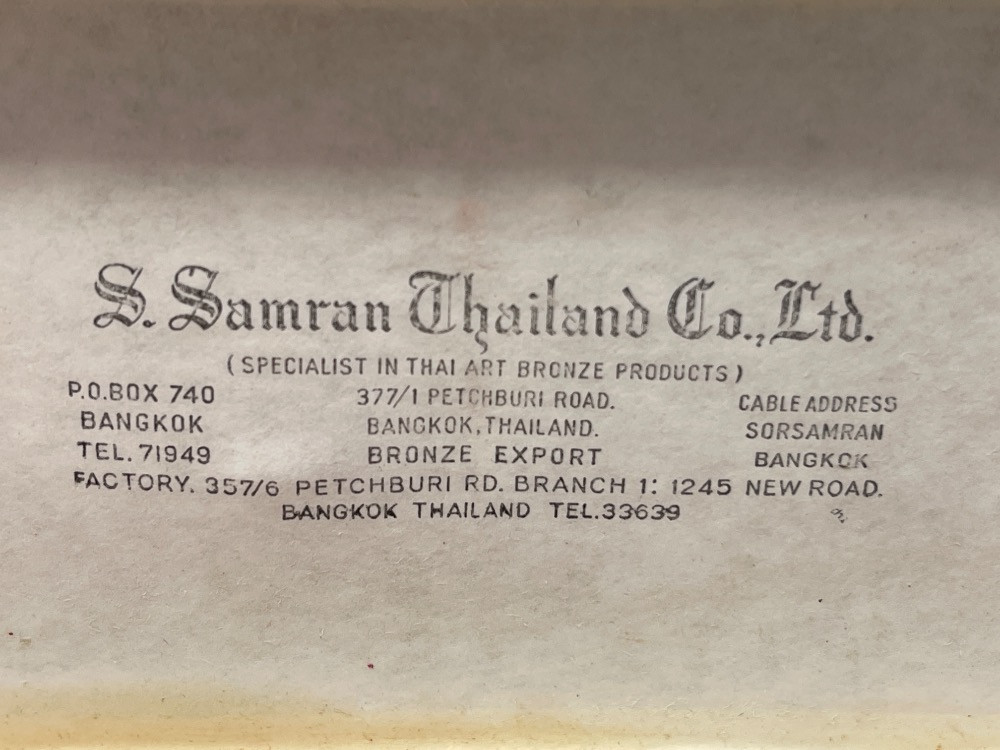 S. Samran Thailand Co., Ltd.
( SPECIALIST IN THAI ART BRONZE PRODUCTS )
P.O.BOX 740 377/1 PETCHBURI ROAD. CABLE ADDRESS
BANGKOK BANGKOK, THAILAND. SORSAMRAN
TEL. 71949 BRONZE EXPORT BANGKOK
FACTORY. 357/6 PETCHBURI RD. BRANCH 1: 1245 NEW ROAD.
BANGKOK THAILAND TEL.33639